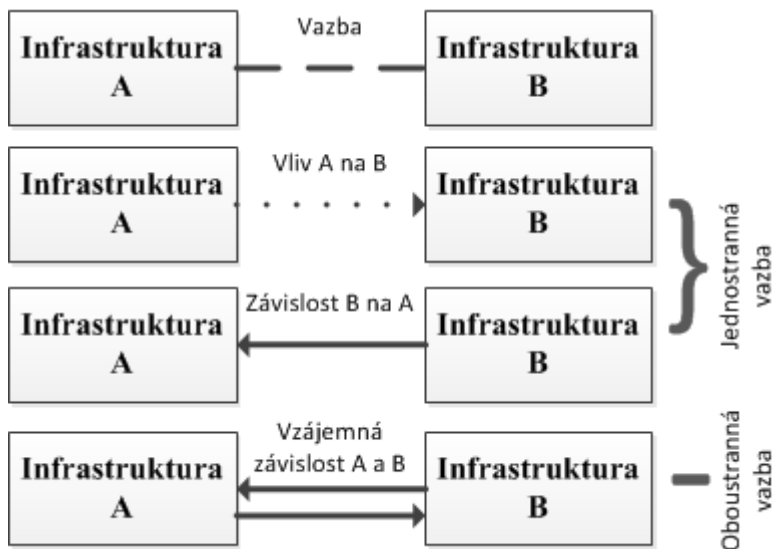 Infrastruktura
A
Vazba
Infrastruktura
B
Infrastruktura
A
Vliv A na B
Infrastruktura
B
Infrastruktura
A
Závislost B na A
Infrastruktura
B
Jednostranná
vazba
Infrastruktura
A
Vzájemná
závislost A a B
Infrastruktura
B
Oboustranná
vazba